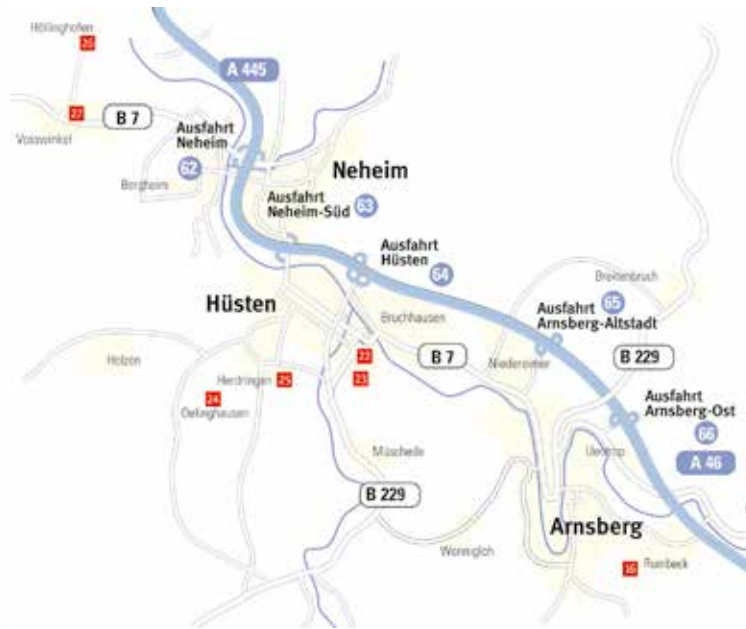 Höllinghofen
26
A 445
27
B 7
Vosswinkel
Ausfahrt
Neheim
62
Bergheim
Neheim
Ausfahrt
Neheim-Süd
63
Ausfahrt
Hüsten
64
Breitenbruch
65
Ausfahrt
Arnsberg-Altstadt
Hüsten
Bruchhausen
B 7
B 229
Holzen
22
Niedereimer
Herdringen
25
23
24
Oelinghausen
Ausfahrt
Arnsberg-Ost
66
A 46
Müschede
Uentrop
B 229
Arnsberg
Wennigloh
16
Rumbeck